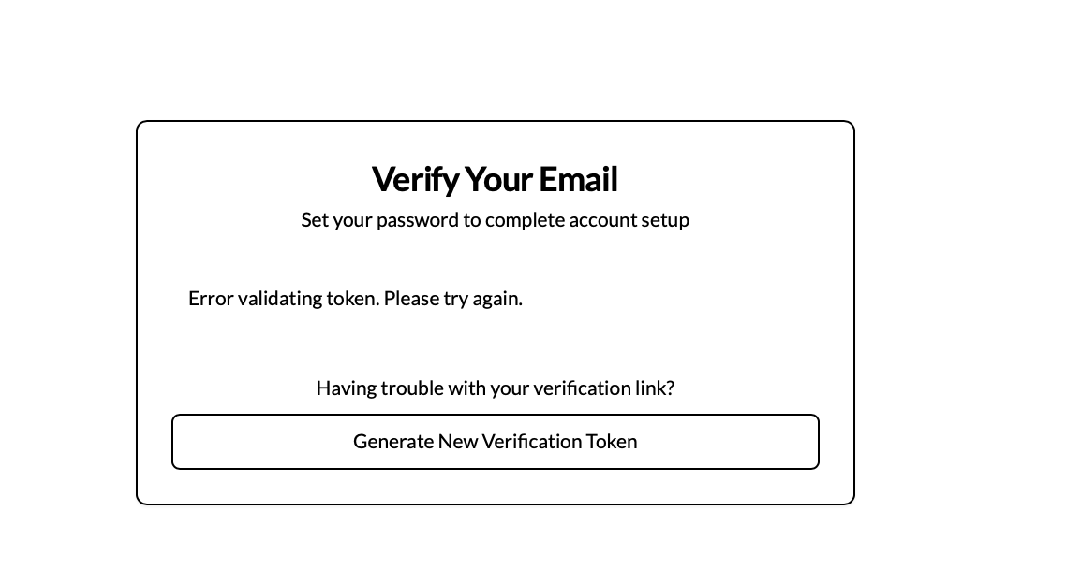 Verify Your Email
Set your password to complete account setup
Error validating token. Please try again.
Having trouble with your verification link?
Generate New Verification Token